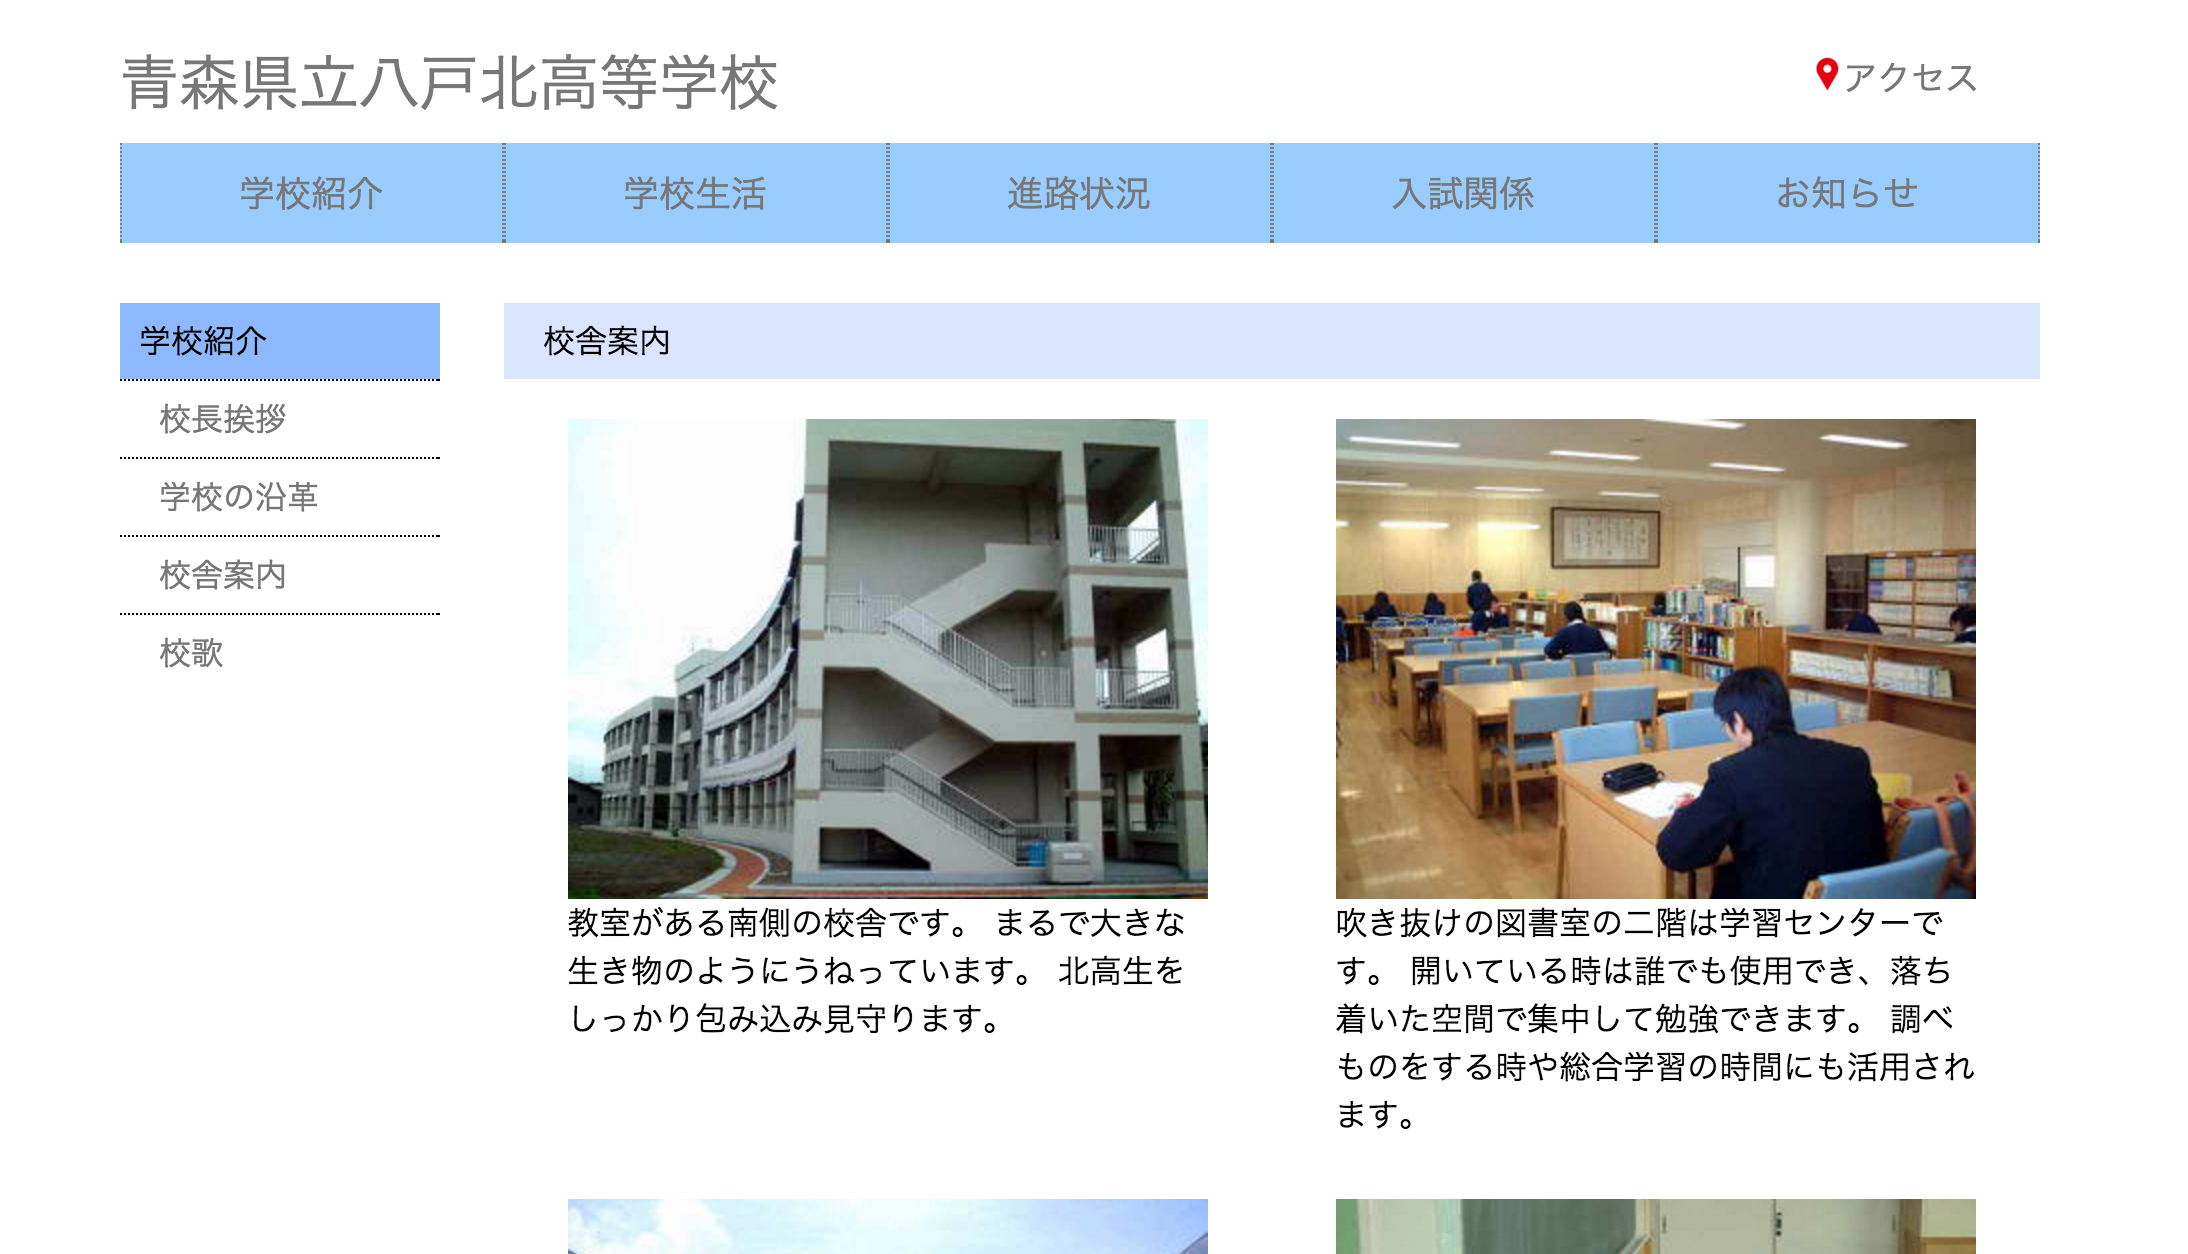 青森県立八戸北高等学校
アクセス
学校紹介
学校生活
進路状況
入試関係
お知らせ
学校紹介
校長挨拶
学校の沿革
校舎案内
校歌
校舎案内
教室がある南側の校舎です。 まるで大きな
生き物のようにうねっています。 北高生を
しっかり包み込み見守ります。
吹き抜けの図書室の二階は学習センターで
す。 開いている時は誰でも使用でき、落ち
着いた空間で集中して勉強できます。 調べ
ものをする時や総合学習の時間にも活用され
ます。